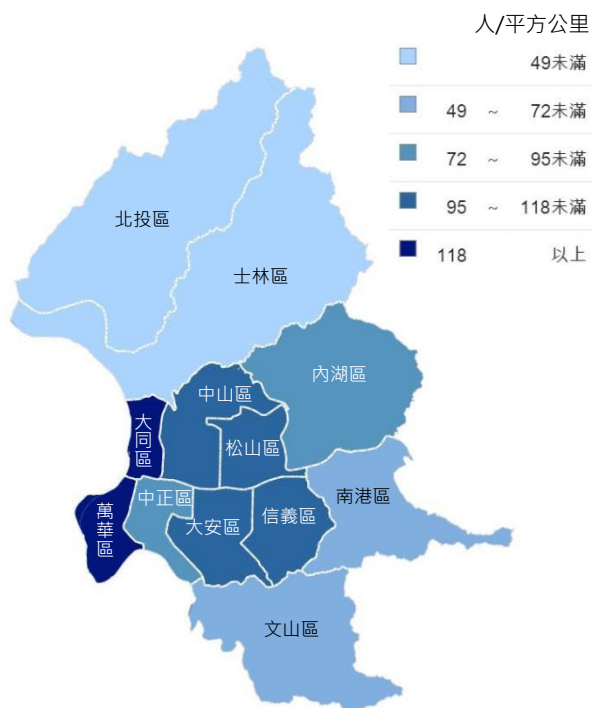 人/平方公里
49未滿
49 ~ 72未滿
72 ~ 95未滿
95 ~ 118未滿
118 以上
北投區
士林區
內湖區
中山區
大同區
松山區
中正區
南港區
萬華區
大安區
信義區
文山區